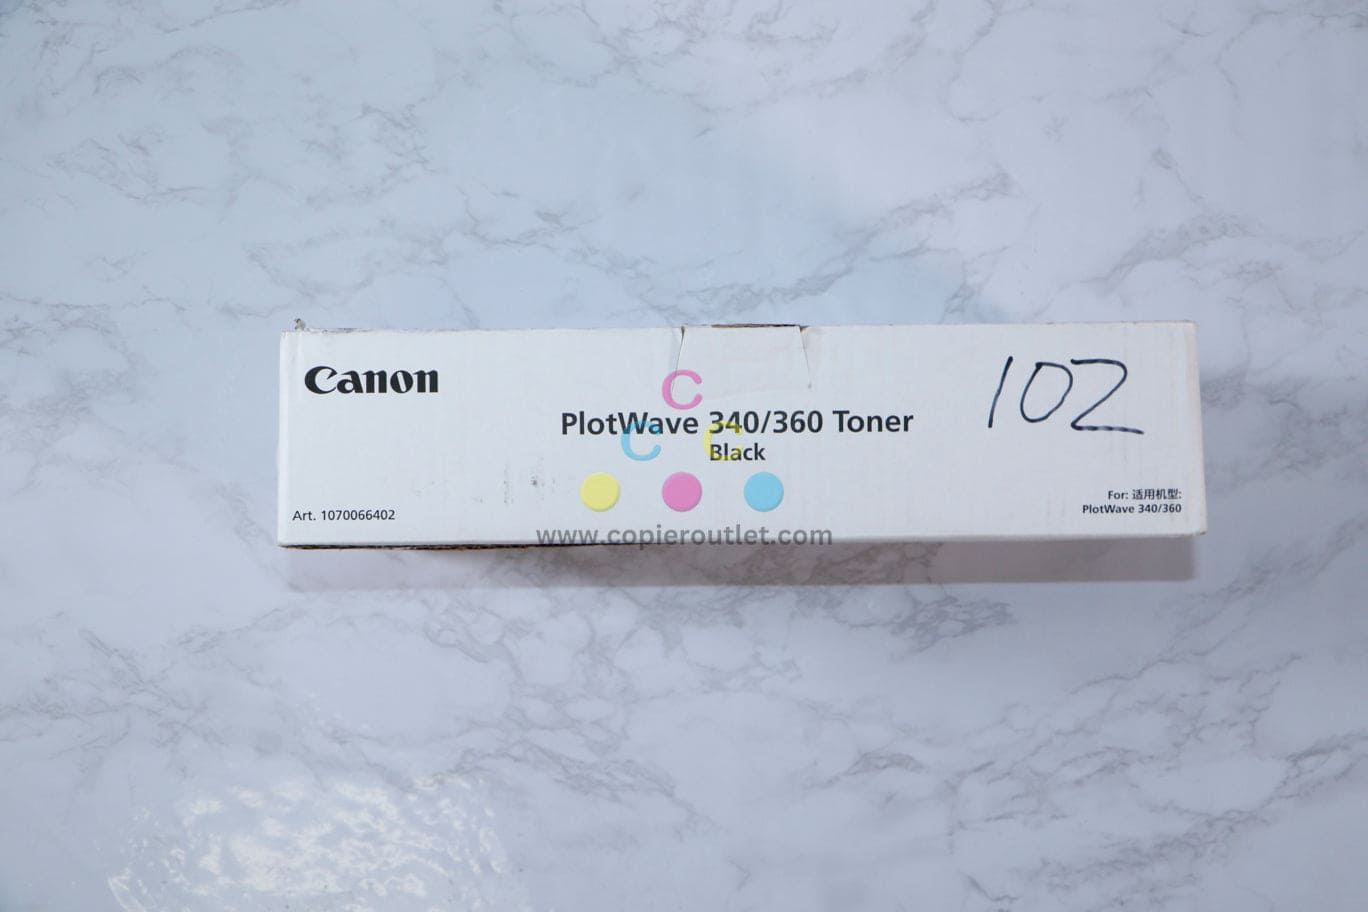 Canon
102
C
PlotWave 340/360 Toner
C C
Black
For: 适用机型:
PlotWave 340/360
Art. 1070066402
www.copieroutlet.com